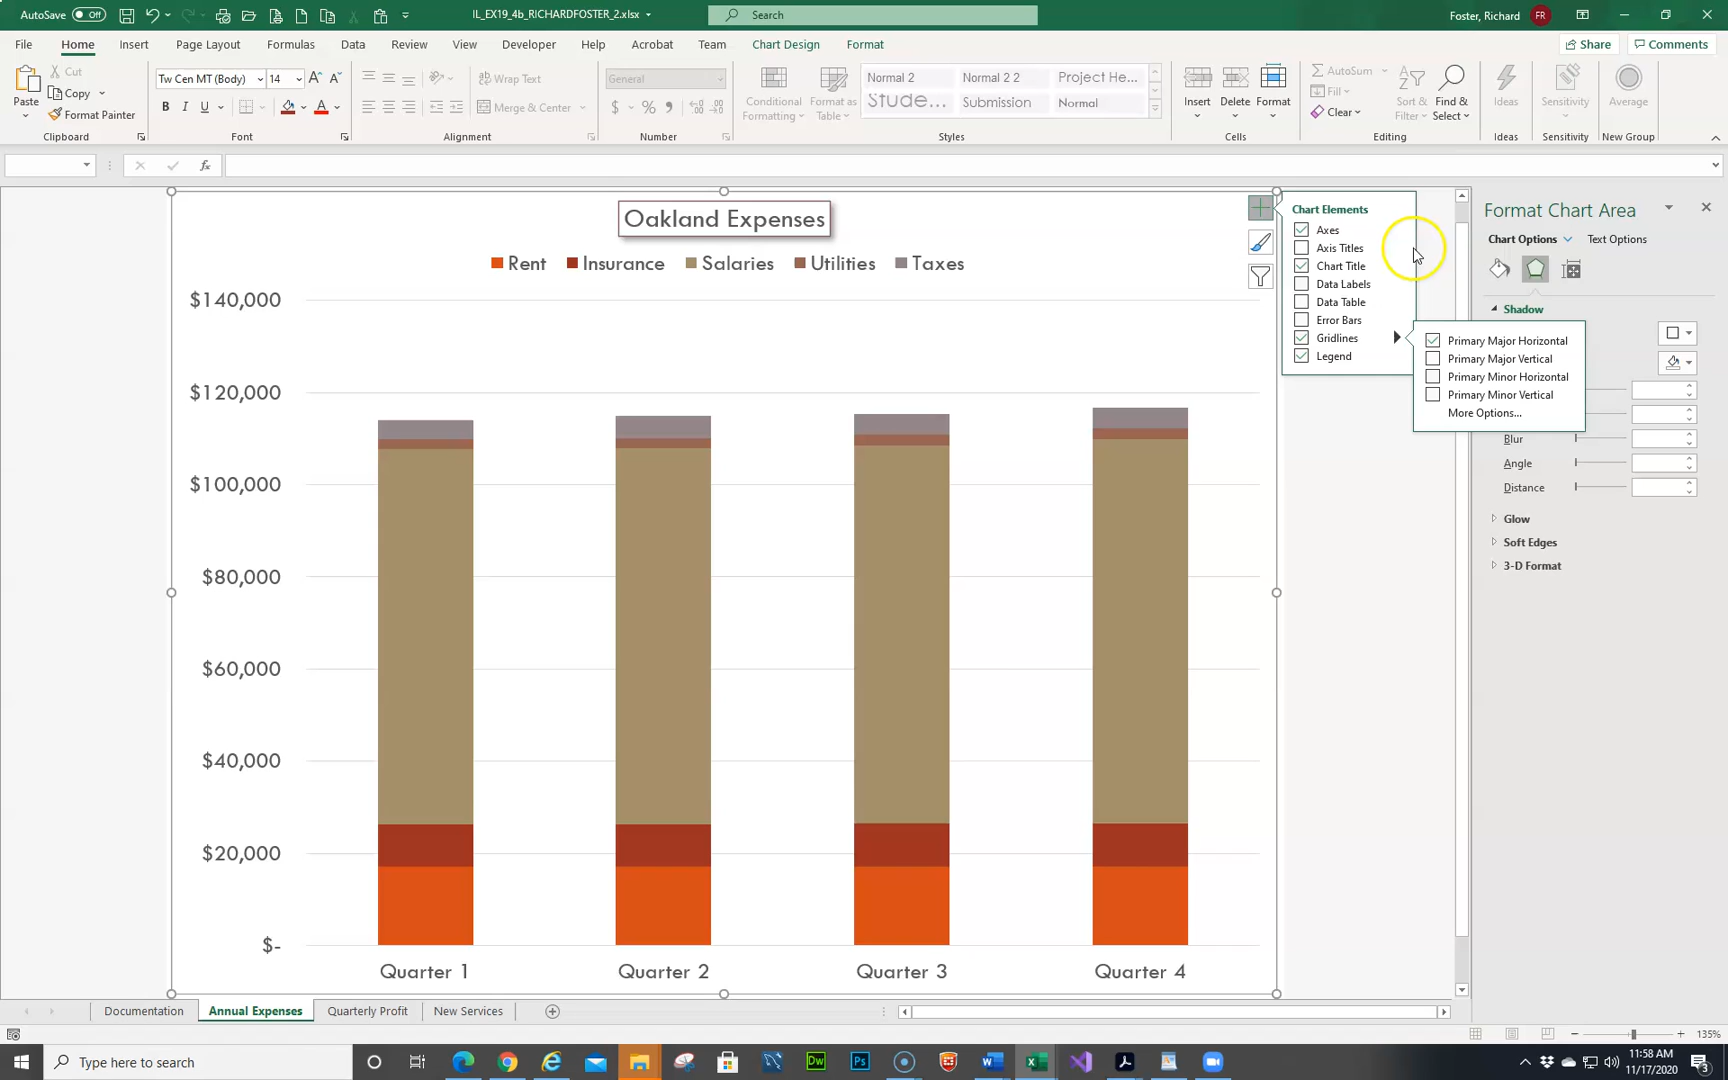 AutoSave Off IL_EX19_4b_RICHARDFOSTER_2.xlsx Search Foster, Richard FR
File Home Insert Page Layout Formulas Data Review View Developer Help Acrobat Team Chart Design Format Share Comments
Paste Cut Copy Format Painter
Clipboard
Tw Cen MT (Body) 14
B I U
Font
Wrap Text
Merge & Center
Alignment
General
$ %
Number
Conditional Formatting
Format as Table
Normal 2 Normal 2 2 Project He...
Stude... Submission Normal
Styles
Insert Delete Format
Cells
AutoSum
Fill
Clear
Sort & Filter
Find & Select
Editing
Ideas
Ideas
Sensitivity
Sensitivity
Average
New Group
fx
Oakland Expenses
Rent Insurance Salaries Utilities Taxes
$140,000
$120,000
$100,000
$80,000
$60,000
$40,000
$20,000
$-
Quarter 1 Quarter 2 Quarter 3 Quarter 4
Chart Elements
Axes
Axis Titles
Chart Title
Data Labels
Data Table
Error Bars
Gridlines
Legend
Primary Major Horizontal
Primary Major Vertical
Primary Minor Horizontal
Primary Minor Vertical
More Options...
Format Chart Area
Chart Options Text Options
Shadow
Blur
Angle
Distance
Glow
Soft Edges
3-D Format
Documentation Annual Expenses Quarterly Profit New Services
135%
Type here to search
Dw Ps
11:58 AM
11/17/2020
3